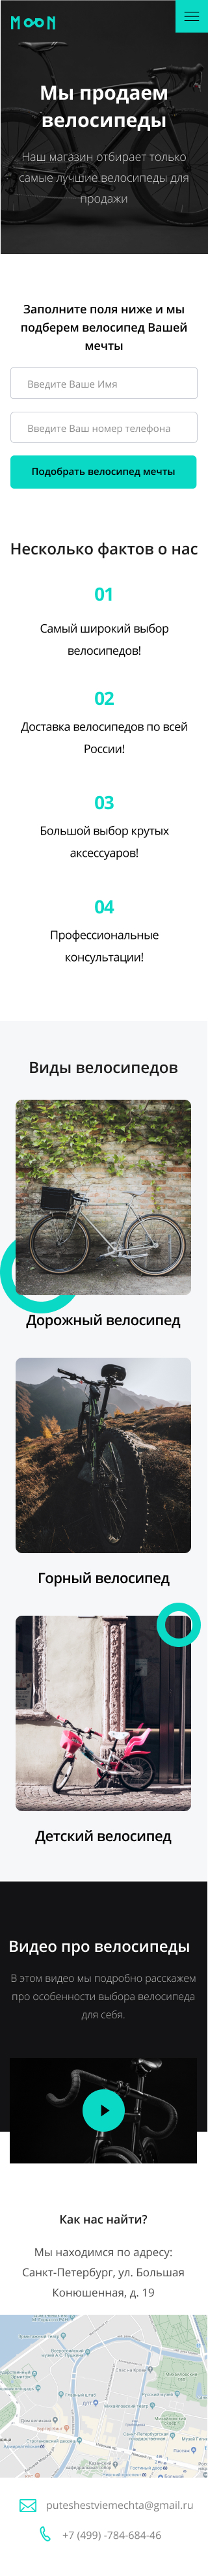 MOON
Мы продаем
велосипеды
Наш магазин отбирает только
самые лучшие велосипеды для
продажи
Заполните поля ниже и мы
подберем велосипед Вашей
мечты
Введите Ваше Имя
Введите Ваш номер телефона
Подобрать велосипед мечты
Несколько фактов о нас
01
Самый широкий выбор
велосипедов!
02
Доставка велосипедов по всей
России!
03
Большой выбор крутых
аксессуаров!
04
Профессиональные
консультации!
Виды велосипедов
Дорожный велосипед
Горный велосипед
Детский велосипед
Видео про велосипеды
В этом видео мы подробно расскажем
про особенности выбора велосипеда
для себя.
Как нас найти?
Мы находимся по адресу:
Санкт-Петербург, ул. Большая
Конюшенная, д. 19
puteshestviemechta@gmail.ru
+7 (499) -784-684-46